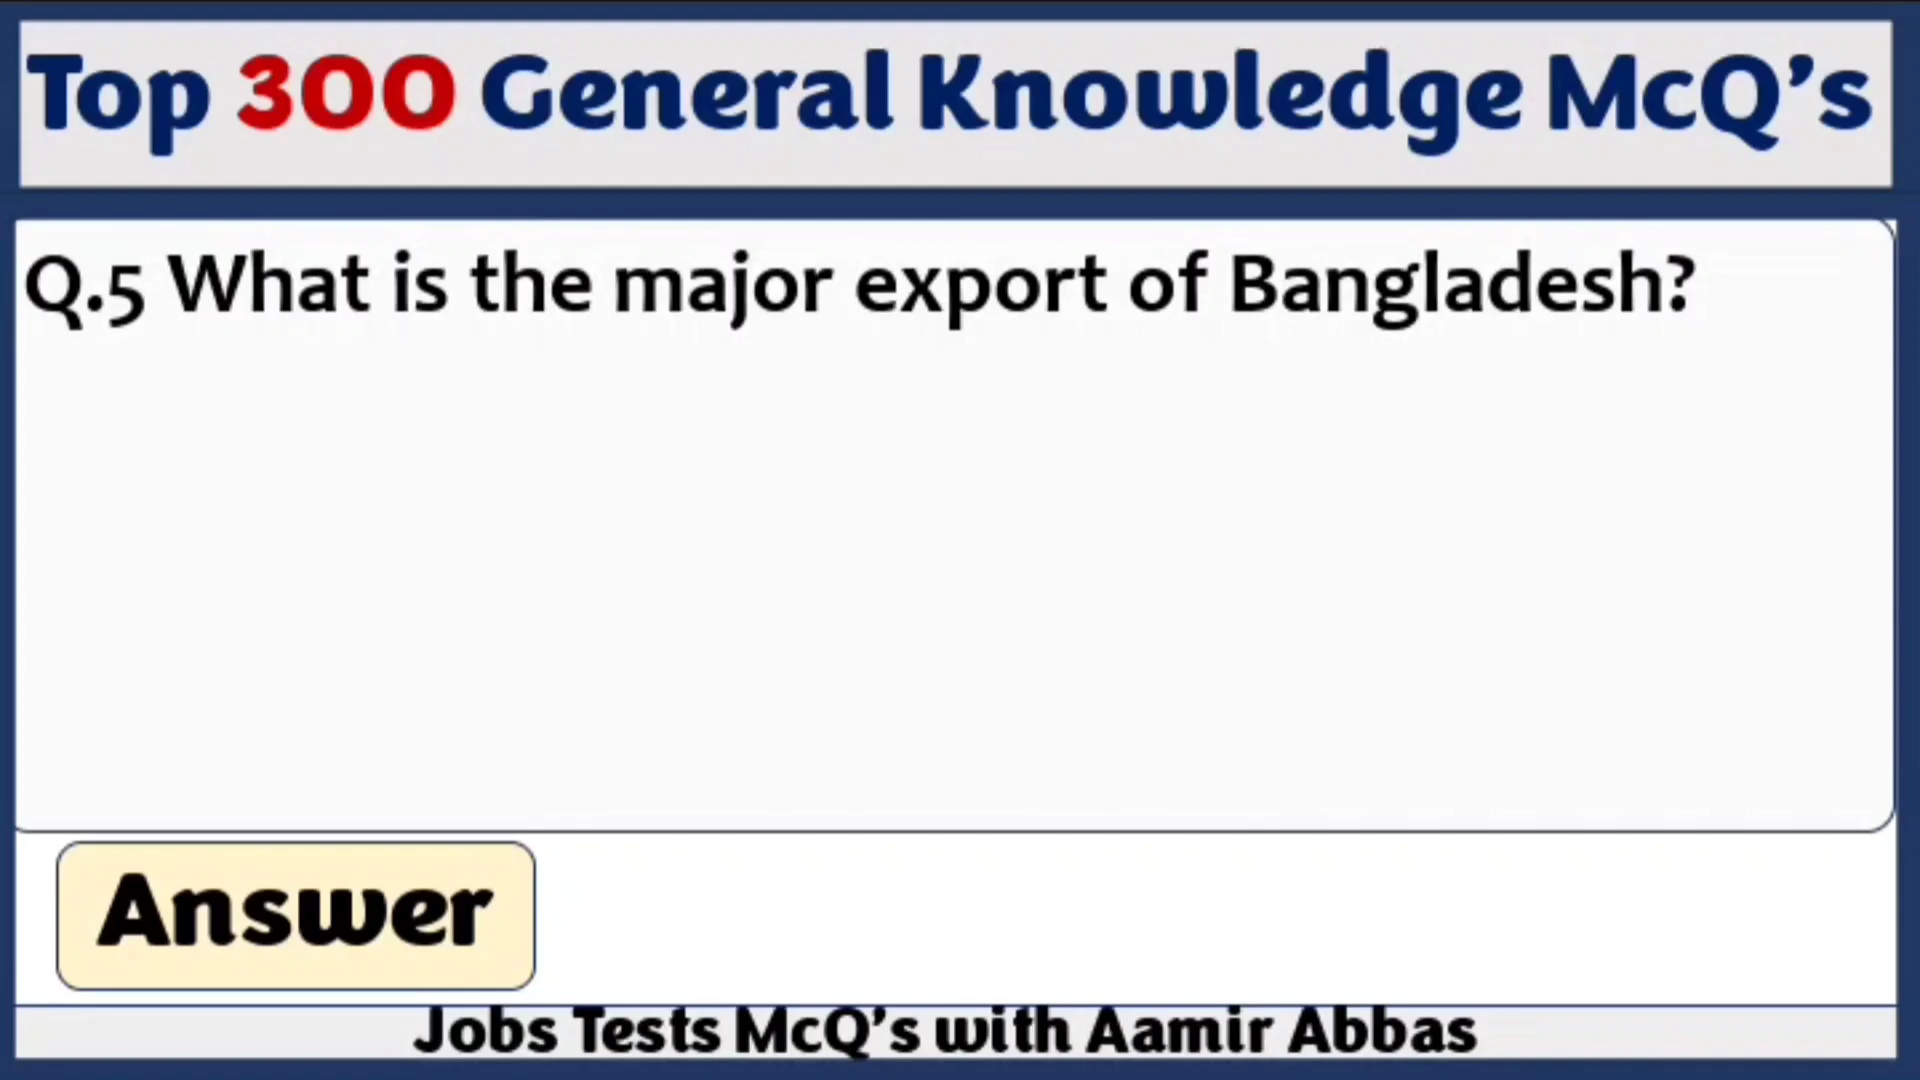 Top 300 General Knowledge McQ’s
Q.5 What is the major export of Bangladesh?
Answer
Jobs Tests McQ’s with Aamir Abbas